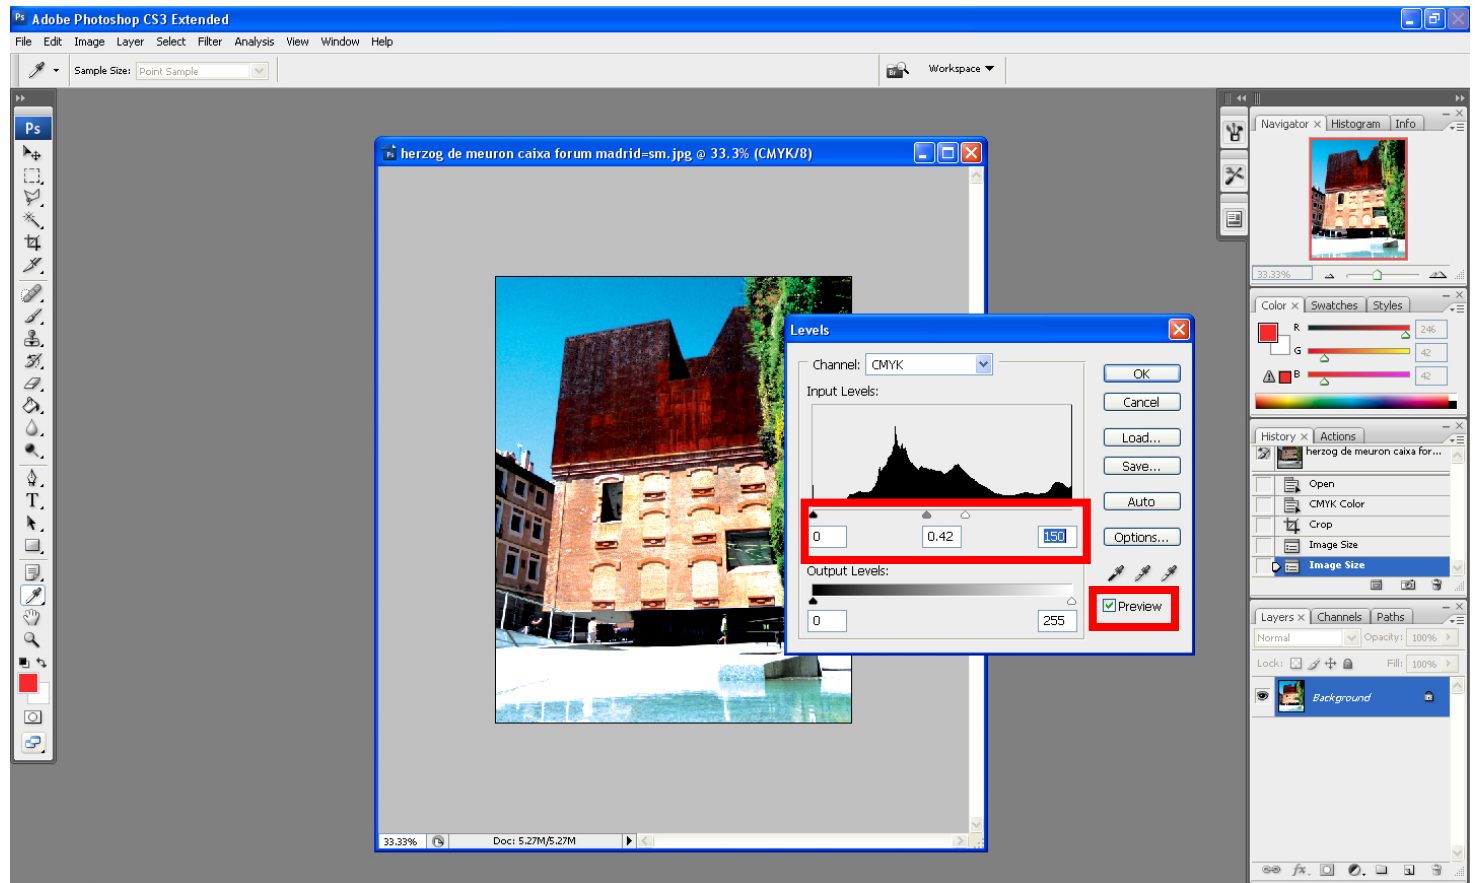 Ps Adobe Photoshop CS3 Extended
File Edit Image Layer Select Filter Analysis View Window Help
Sample Size: Point Sample
Br
Workspace
Ps
herzog de meuron caixa forum madrid=sm.jpg @ 33.3% (CMYK/8)
Navigator × Histogram Info
33.33%
Color × Swatches Styles
R 246
G 42
B 42
History × Actions
herzog de meuron caixa for...
Open
CMYK Color
Crop
Image Size
Image Size
Layers × Channels Paths
Normal Opacity: 100%
Lock: Fill: 100%
Background
Levels
Channel: CMYK
Input Levels:
0 0.42 150
Output Levels:
0 255
OK
Cancel
Load...
Save...
Auto
Options...
Preview
T
33.33% Doc: 5.27M/5.27M
fx.